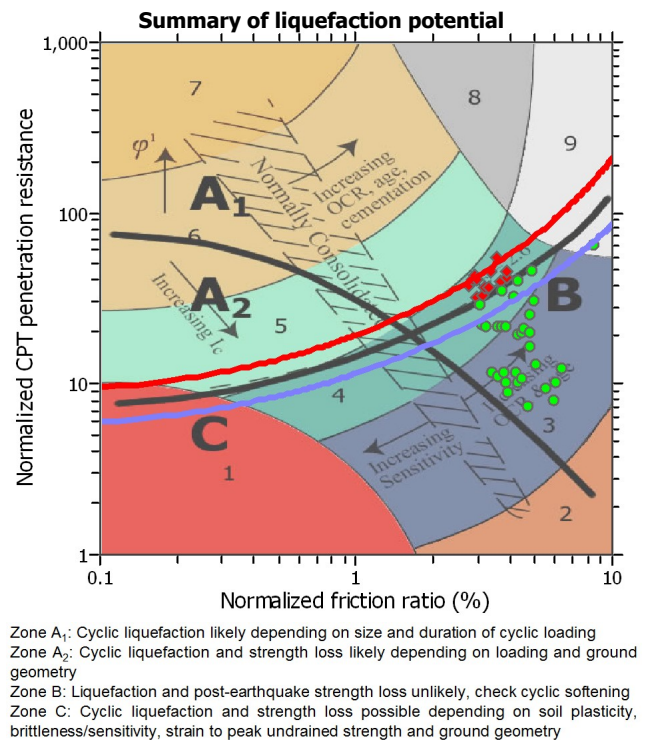 Summary of liquefaction potential
Normalized CPT penetration resistance
1,000
100
10
1
0.1
1
10
Normalized friction ratio (%)
7
8
9
φ¹
A1
Normally Consolidated
Increasing
OCR, age,
cementation
6
A2
Increasing Ic
5
2.6
B
4
C
1
Increasing
Sensitivity
OCR & age
3
2
Zone A1: Cyclic liquefaction likely depending on size and duration of cyclic loading
Zone A2: Cyclic liquefaction and strength loss likely depending on loading and ground
geometry
Zone B: Liquefaction and post-earthquake strength loss unlikely, check cyclic softening
Zone C: Cyclic liquefaction and strength loss possible depending on soil plasticity,
brittleness/sensitivity, strain to peak undrained strength and ground geometry